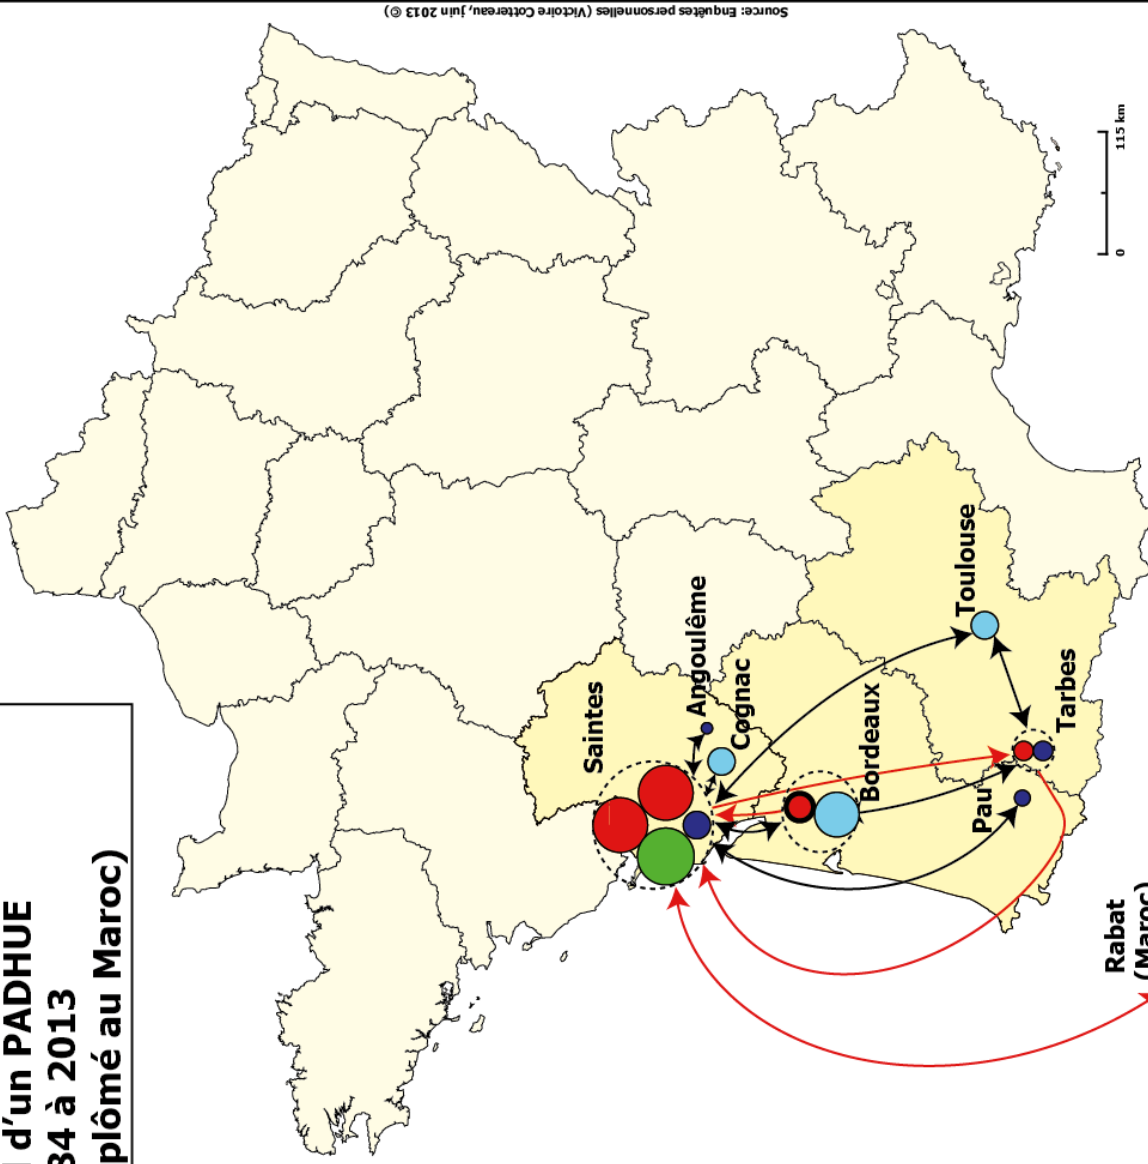 d'un PADHUE
84 à 2013
plômé au Maroc)
Source: Enquêtes personnelles (Victoire Cottereau, juin 2013 ©)
0
115 km
Saintes
Angoulême
Cognac
Bordeaux
Toulouse
Tarbes
Pau
Rabat
(Maroc)